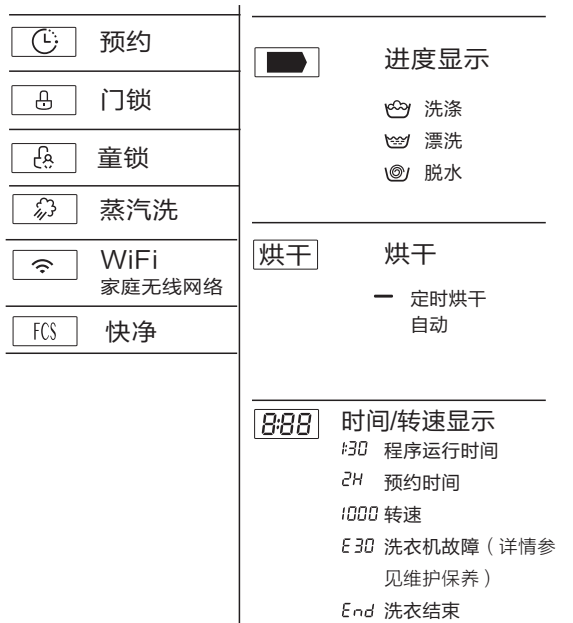 预约
门锁
童锁
蒸汽洗
WiFi
家庭无线网络
FCS 快净
进度显示
洗涤
漂洗
脱水
烘干 烘干
定时烘干
自动
8:88 时间/转速显示
1:30 程序运行时间
2H 预约时间
1000 转速
E30 洗衣机故障（详情参
见维护保养）
End 洗衣结束